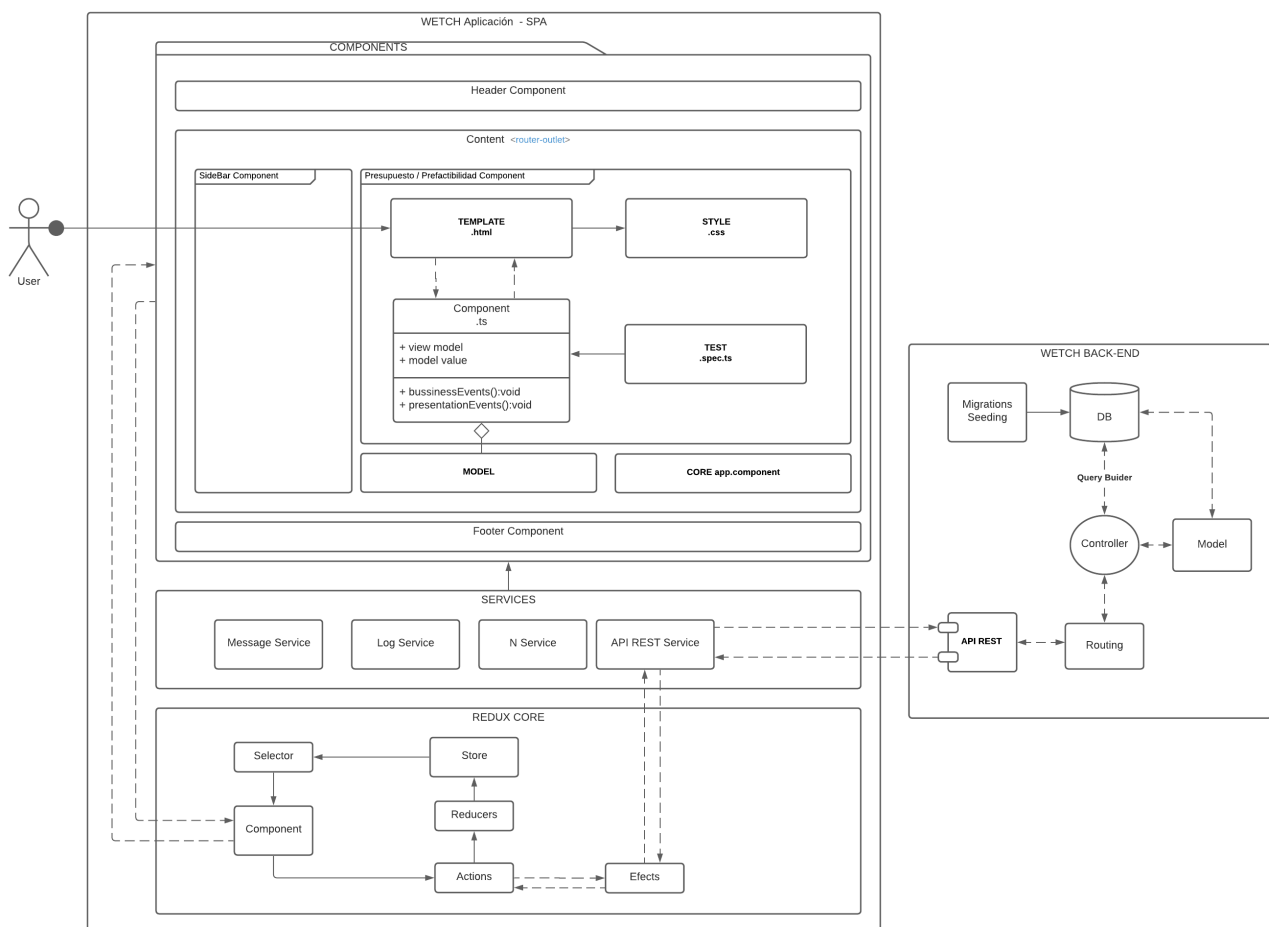 WETCH Aplicación - SPA
COMPONENTS
Header Component
Content <router-outlet>
SideBar Component
Presupuesto / Prefactibilidad Component
TEMPLATE
.html
STYLE
.css
User
Component
.ts
+ view model
+ model value
+ bussinessEvents():void
+ presentationEvents():void
TEST
.spec.ts
MODEL
CORE app.component
Footer Component
SERVICES
Message Service
Log Service
N Service
API REST Service
REDUX CORE
Selector
Store
Reducers
Component
Actions
Efects
WETCH BACK-END
Migrations
Seeding
DB
Query Buider
Controller
Model
API REST
Routing